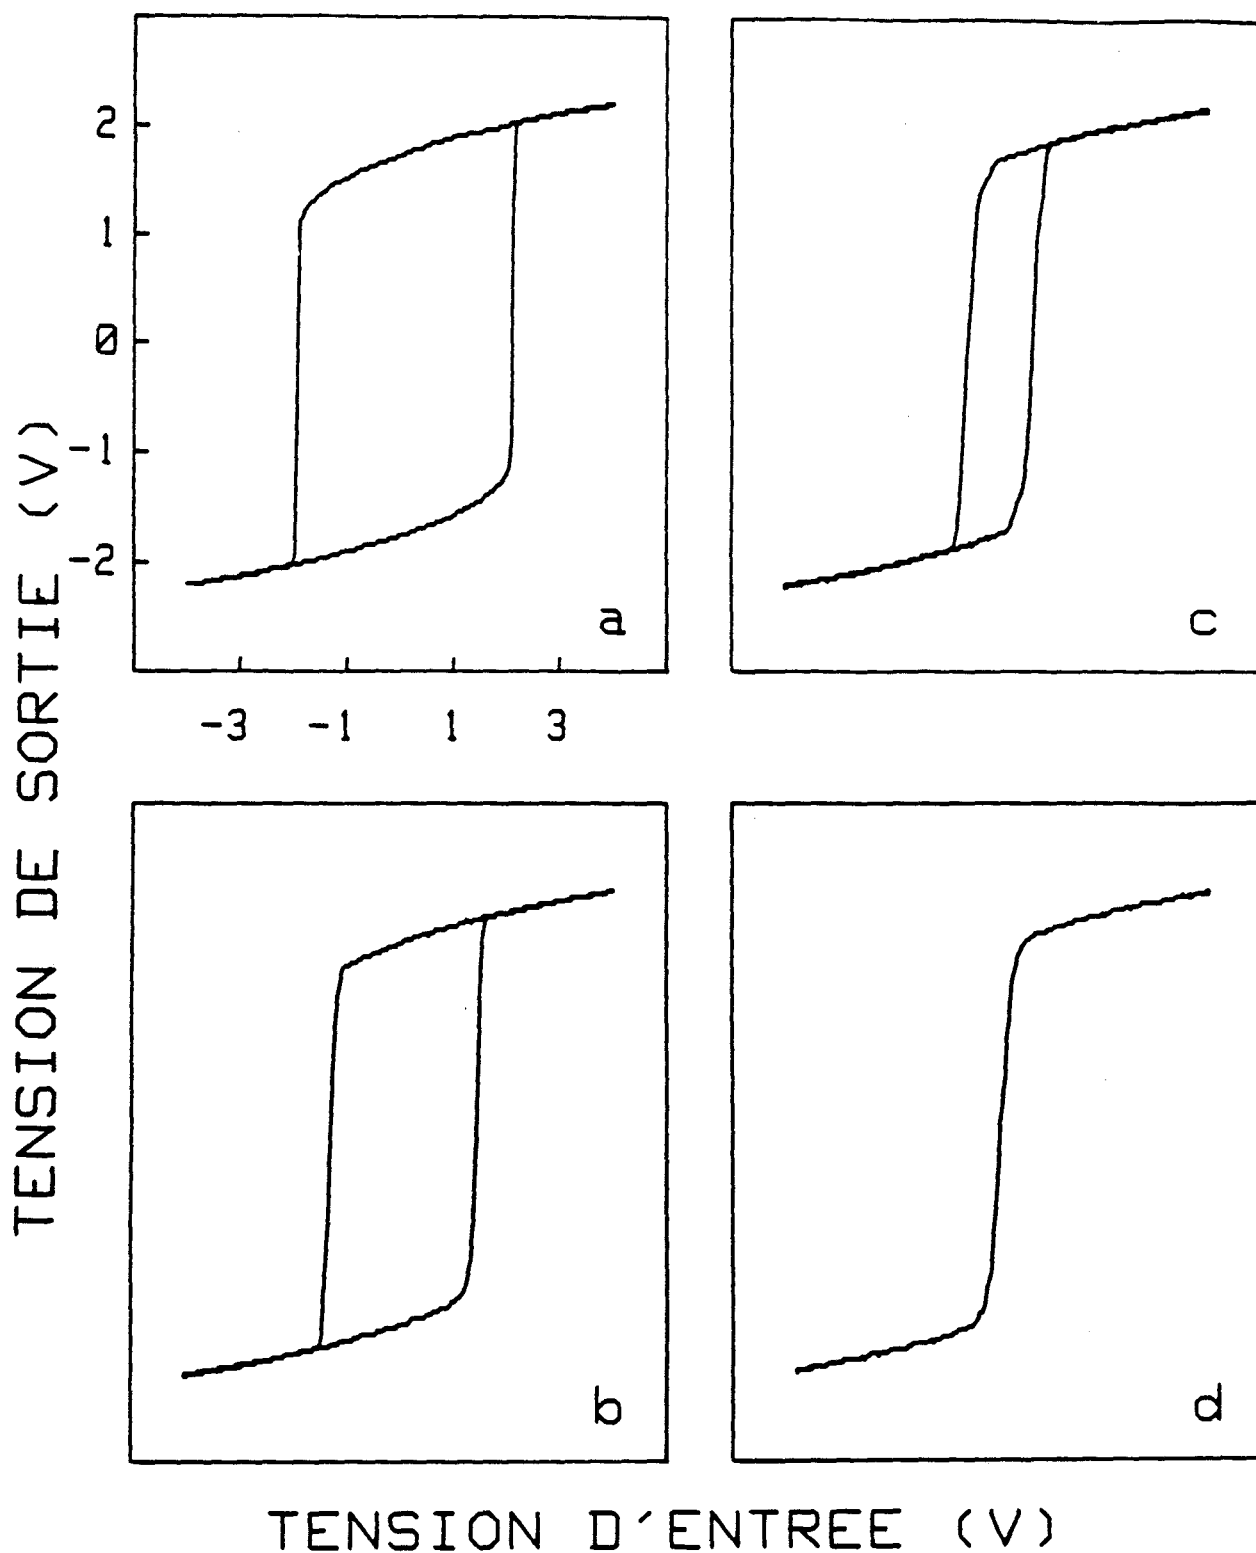 TENSION DE SORTIE (V)
2
1
0
-1
-2
a
-3 -1 1 3
c
b
d
TENSION D'ENTREE (V)